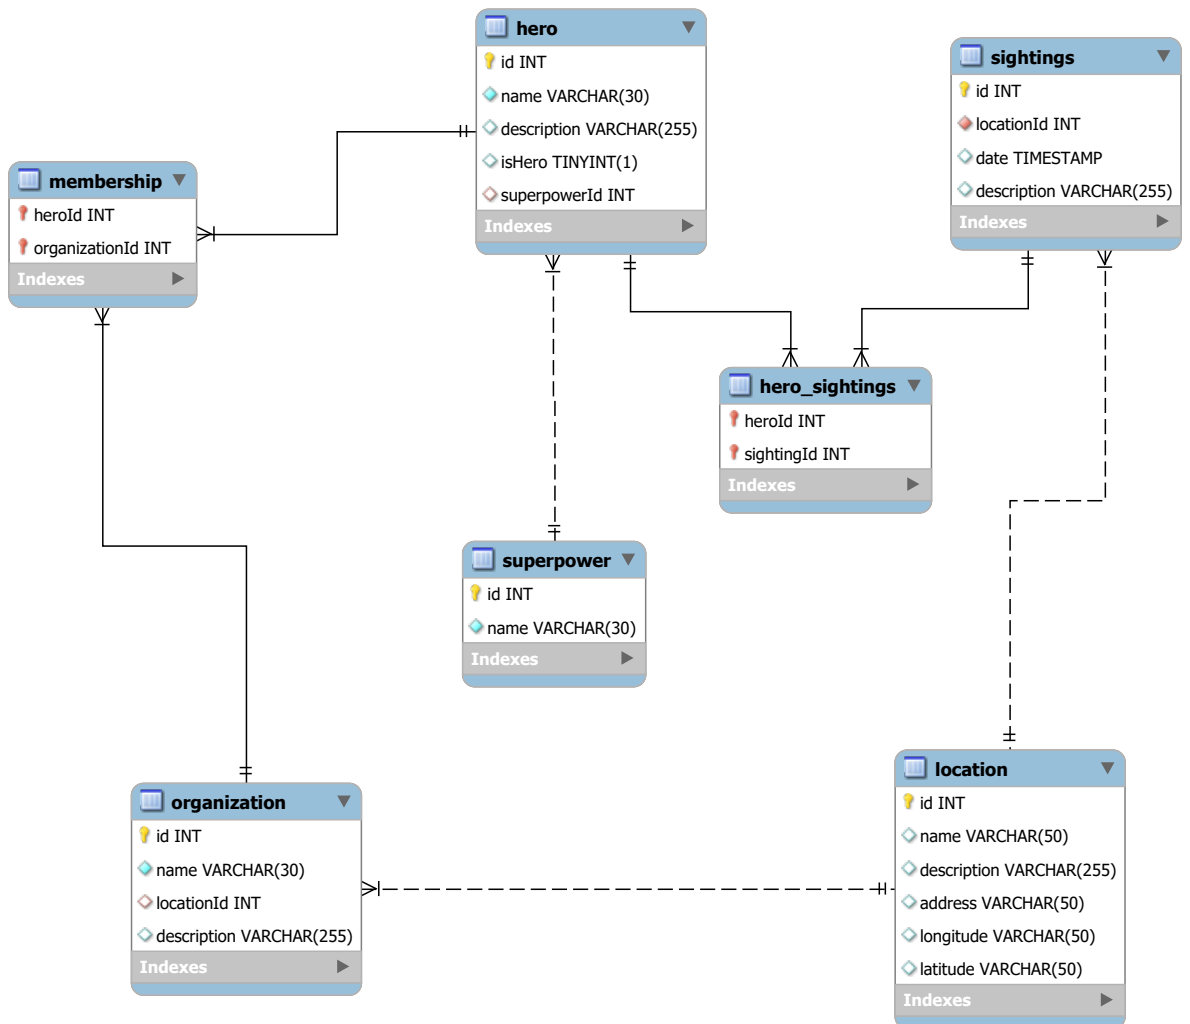 hero
id INT
name VARCHAR(30)
description VARCHAR(255)
isHero TINYINT(1)
superpowerId INT
Indexes
sightings
id INT
locationId INT
date TIMESTAMP
description VARCHAR(255)
Indexes
membership
heroId INT
organizationId INT
Indexes
hero_sightings
heroId INT
sightingId INT
Indexes
superpower
id INT
name VARCHAR(30)
Indexes
organization
id INT
name VARCHAR(30)
locationId INT
description VARCHAR(255)
Indexes
location
id INT
name VARCHAR(50)
description VARCHAR(255)
address VARCHAR(50)
longitude VARCHAR(50)
latitude VARCHAR(50)
Indexes